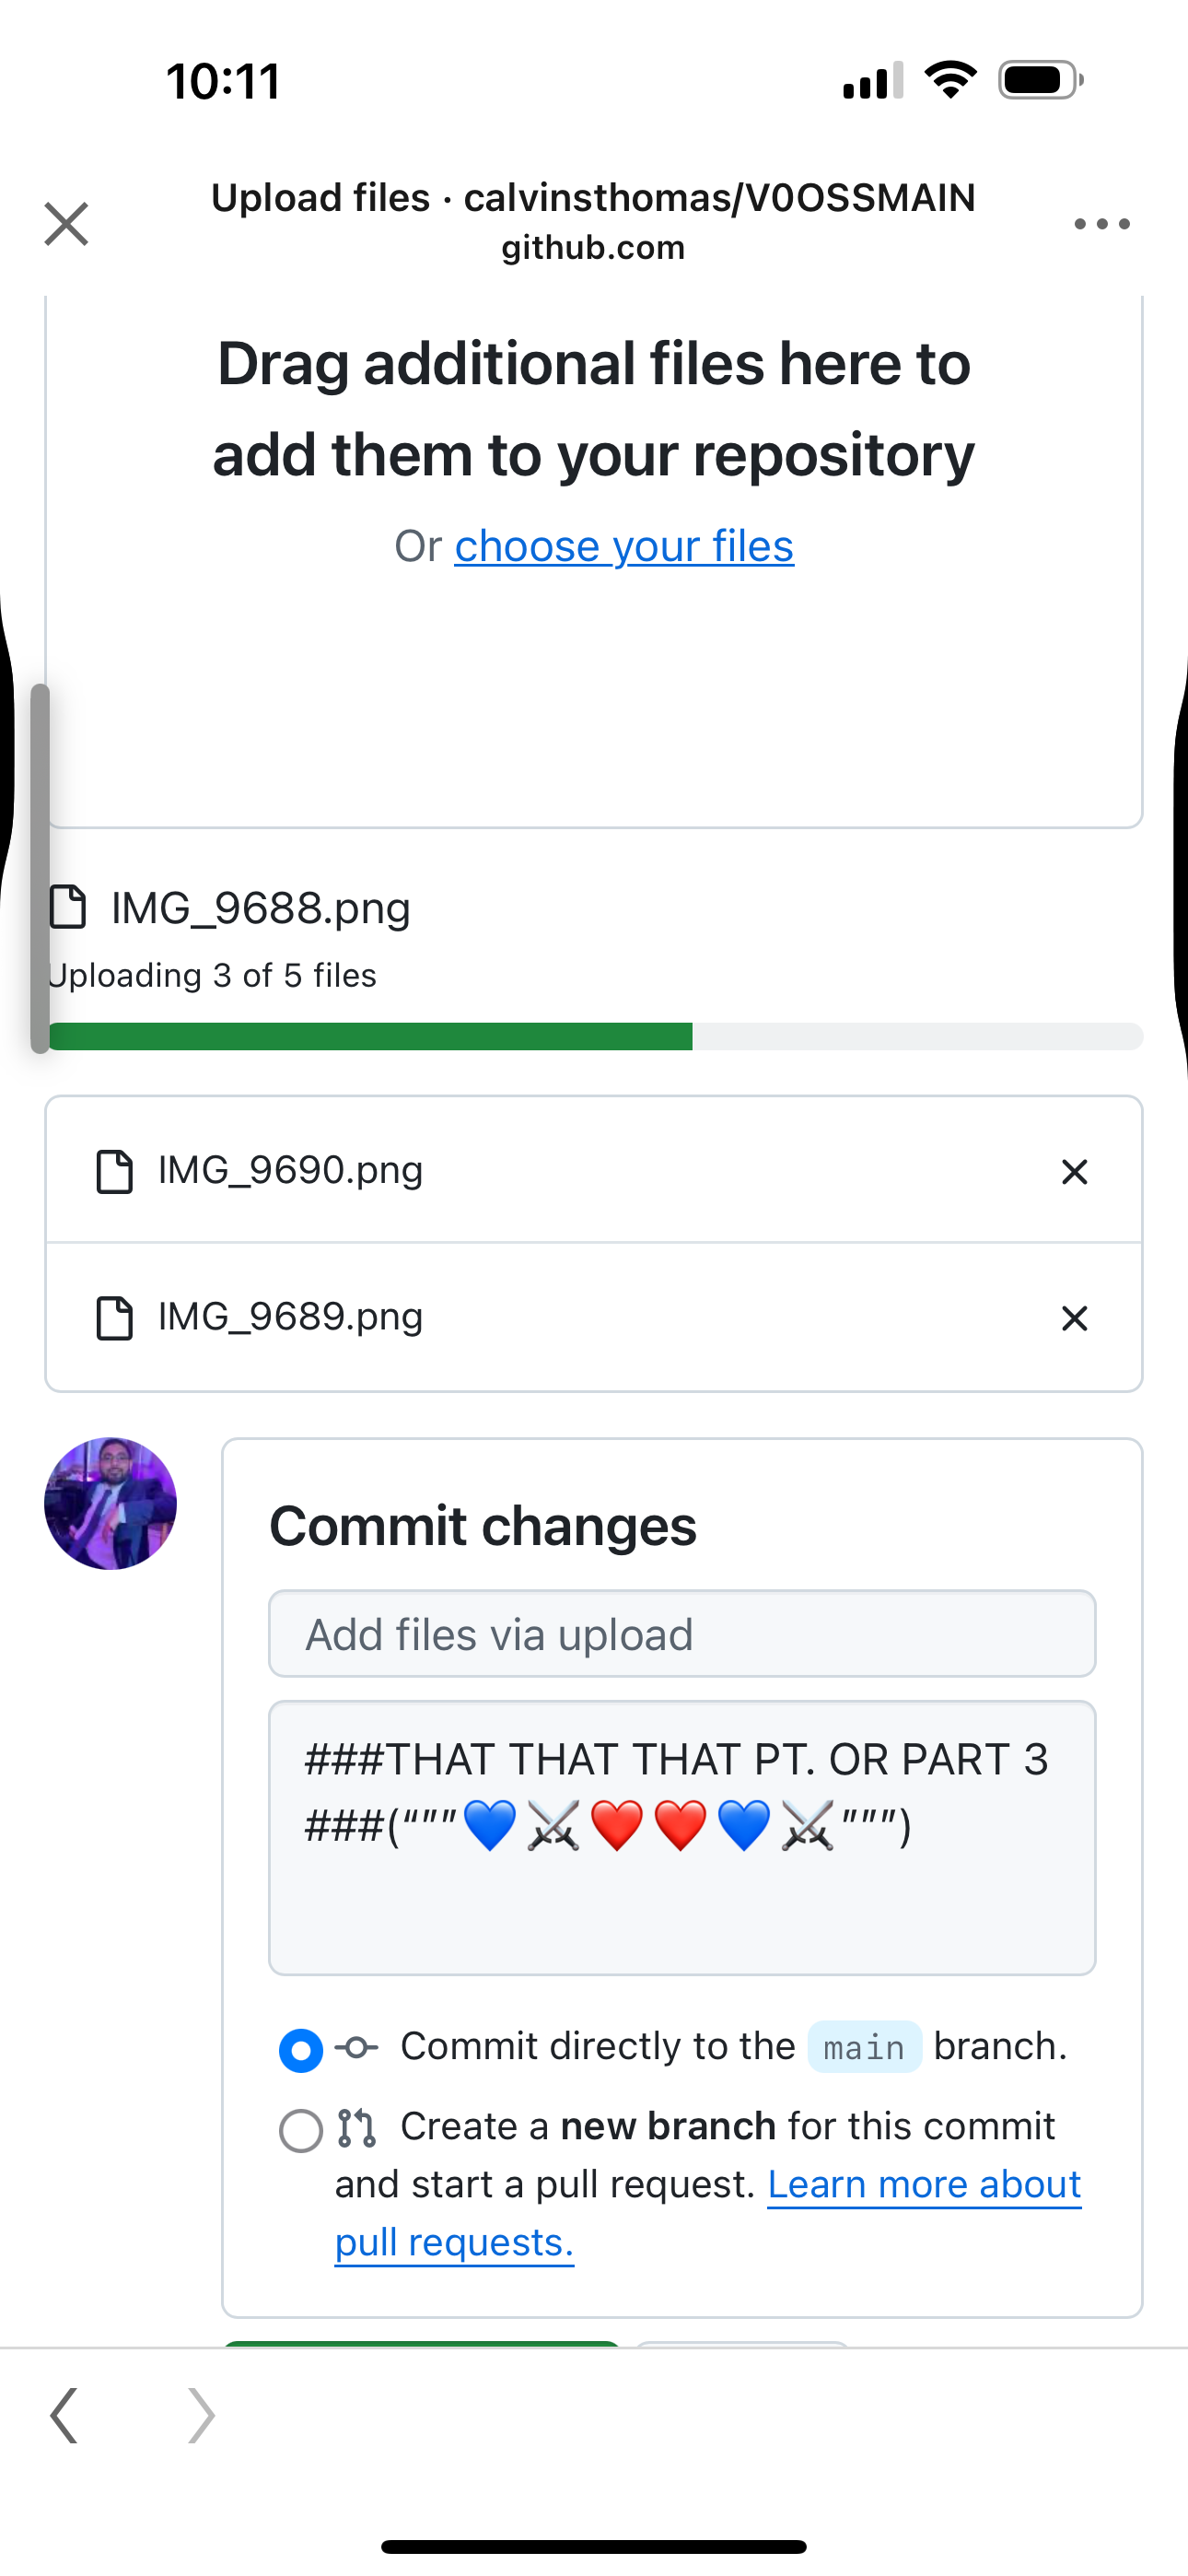 10:11
Upload files · calvinsthomas/V0OSSMAIN
github.com
Drag additional files here to
add them to your repository
Or choose your files
IMG_9688.png
Uploading 3 of 5 files
IMG_9690.png
IMG_9689.png
Commit changes
Add files via upload
###THAT THAT THAT PT. OR PART 3
###(“””💙⚔️❤️❤️💙⚔️”””)
Commit directly to the main branch.
Create a new branch for this commit
and start a pull request. Learn more about
pull requests.